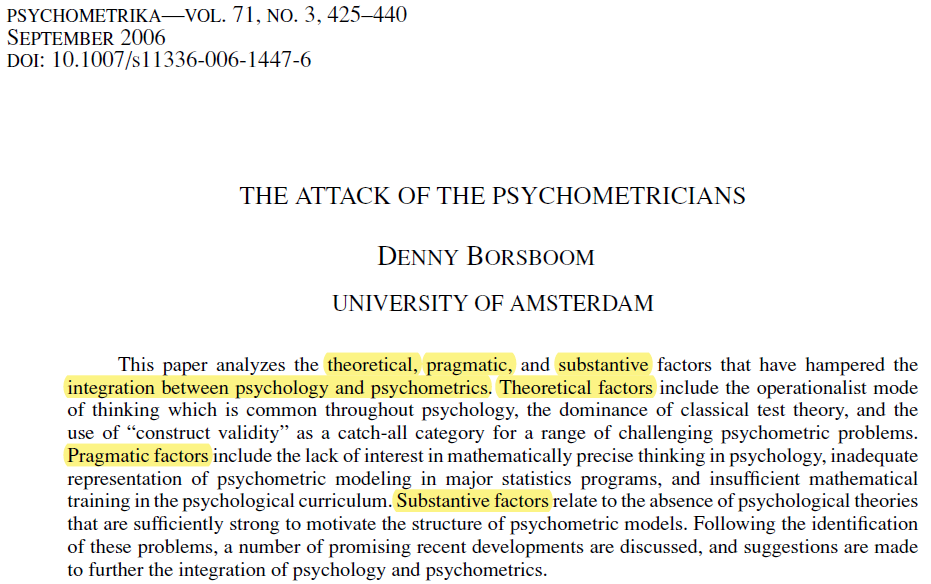 PSYCHOMETRIKA—VOL. 71, NO. 3, 425–440
SEPTEMBER 2006
DOI: 10.1007/s11336-006-1447-6
THE ATTACK OF THE PSYCHOMETRICIANS
DENNY BORSBOOM
UNIVERSITY OF AMSTERDAM
This paper analyzes the theoretical, pragmatic, and substantive factors that have hampered the
integration between psychology and psychometrics. Theoretical factors include the operationalist mode
of thinking which is common throughout psychology, the dominance of classical test theory, and the
use of “construct validity” as a catch-all category for a range of challenging psychometric problems.
Pragmatic factors include the lack of interest in mathematically precise thinking in psychology, inadequate
representation of psychometric modeling in major statistics programs, and insufficient mathematical
training in the psychological curriculum. Substantive factors relate to the absence of psychological theories
that are sufficiently strong to motivate the structure of psychometric models. Following the identification
of these problems, a number of promising recent developments are discussed, and suggestions are made
to further the integration of psychology and psychometrics.